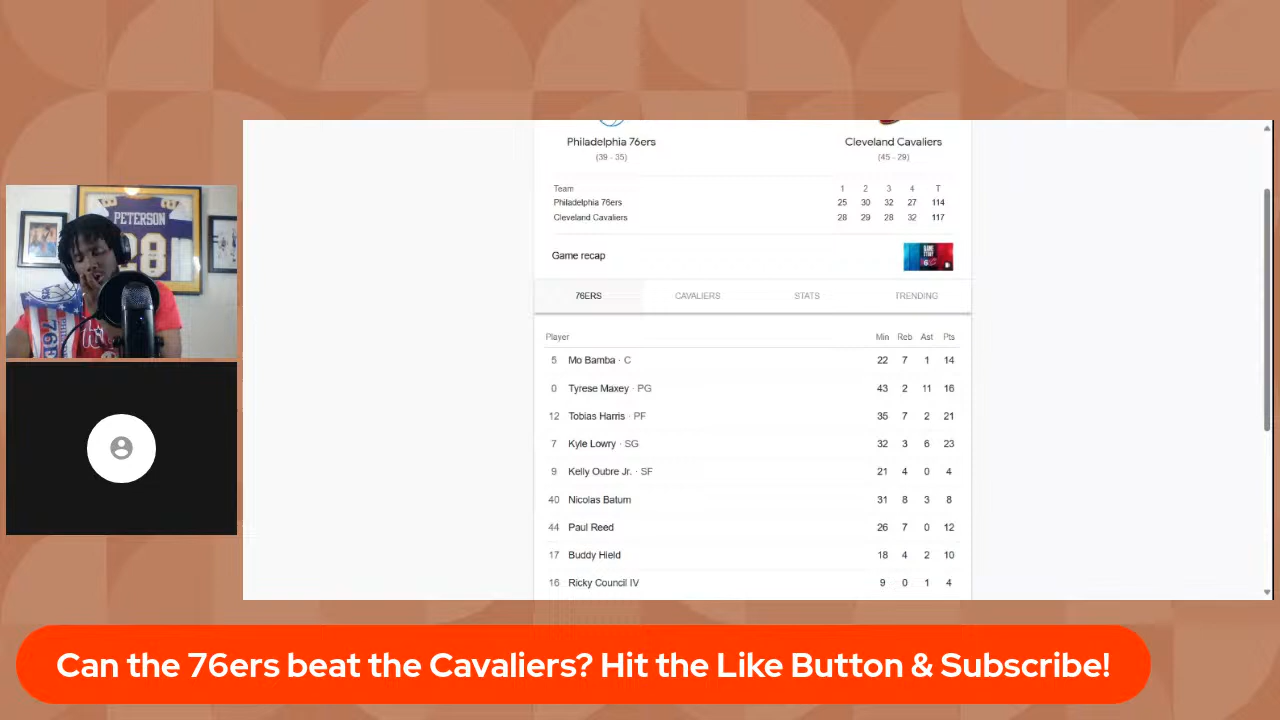 PETERSON
28
76ERS
Philadelphia 76ers
Cleveland Cavaliers
(39 - 35)
(45 - 29)
Team 1 2 3 4 T
Philadelphia 76ers 25 30 32 27 114
Cleveland Cavaliers 28 29 28 32 117
Game recap
76ERS CAVALIERS STATS TRENDING
Player Min Reb Ast Pts
5 Mo Bamba · C 22 7 1 14
0 Tyrese Maxey · PG 43 2 11 16
12 Tobias Harris · PF 35 7 2 21
7 Kyle Lowry · SG 32 3 6 23
9 Kelly Oubre Jr. · SF 21 4 0 4
40 Nicolas Batum 31 8 3 8
44 Paul Reed 26 7 0 12
17 Buddy Hield 18 4 2 10
16 Ricky Council IV 9 0 1 4
Can the 76ers beat the Cavaliers? Hit the Like Button & Subscribe!